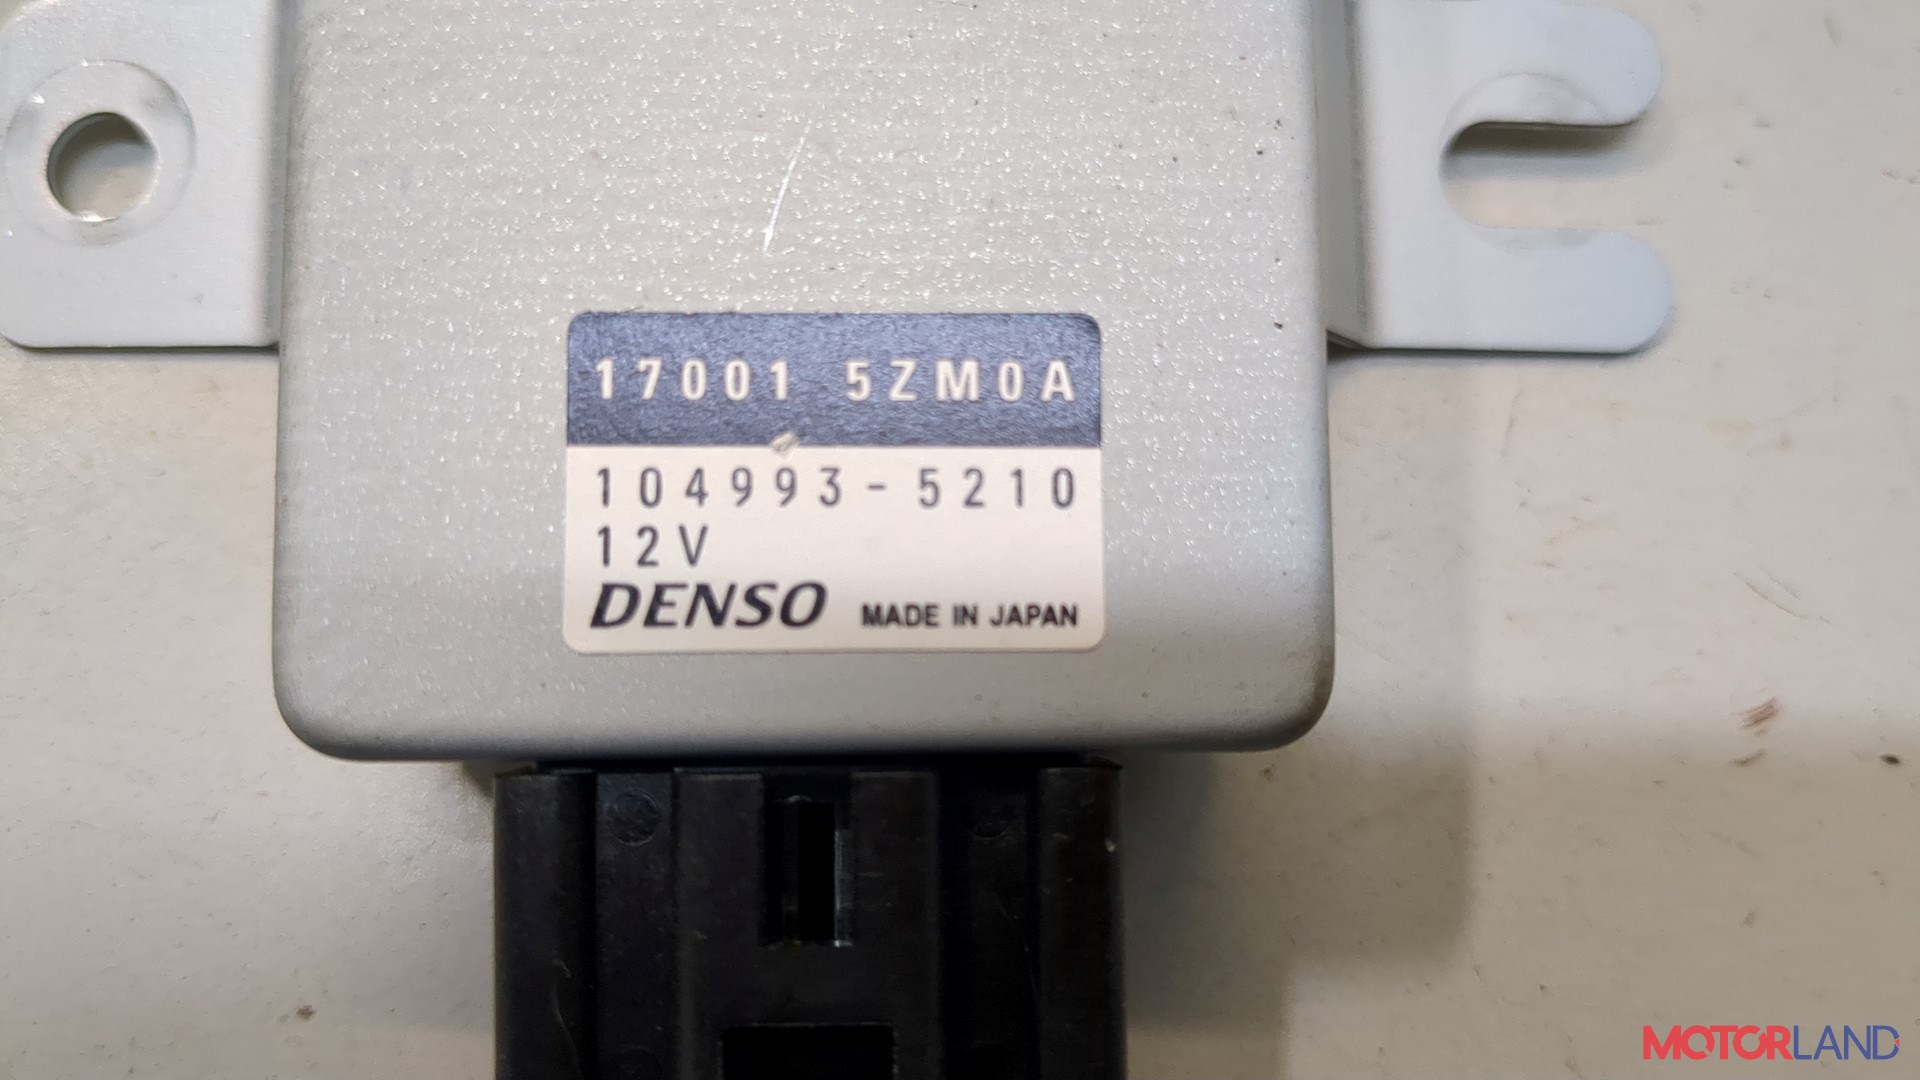 17001 5ZM0A
104993-5210
12V
DENSO MADE IN JAPAN
MOTORLAND